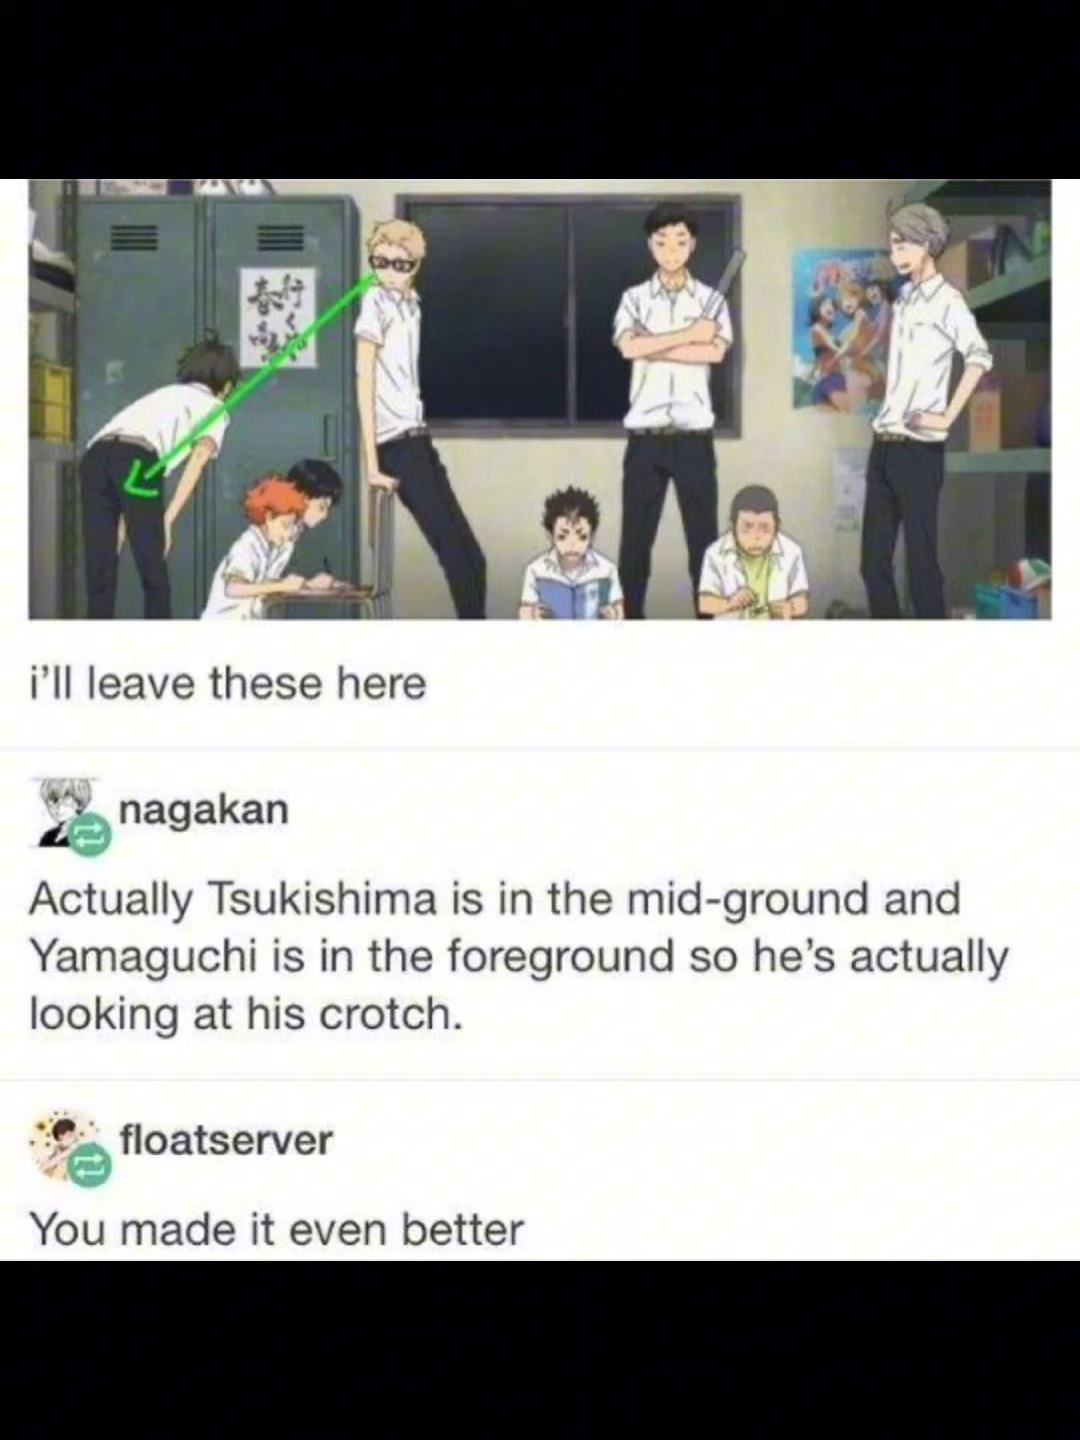 i'll leave these here
nagakan
Actually Tsukishima is in the mid-ground and
Yamaguchi is in the foreground so he's actually
looking at his crotch.
floatserver
You made it even better